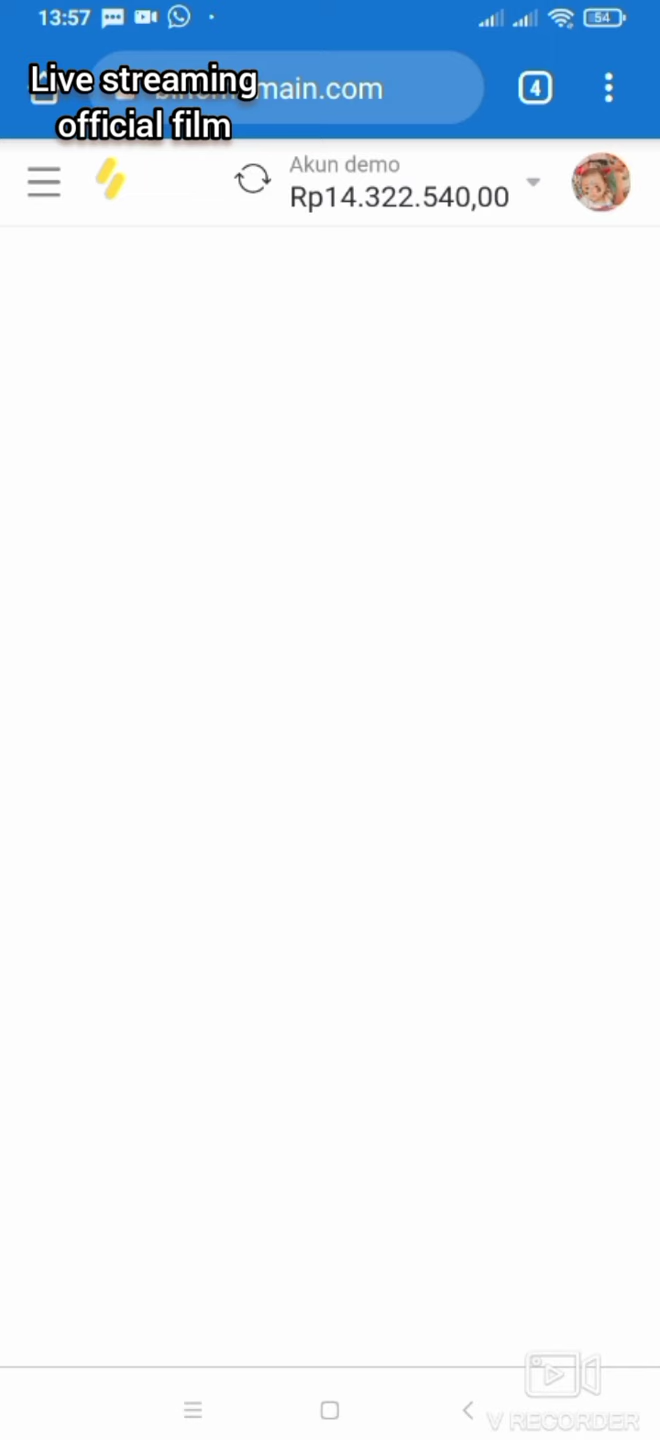 13:57
54
Live streaming
official film
main.com
4
Akun demo
Rp14.322.540,00
V RECORDER